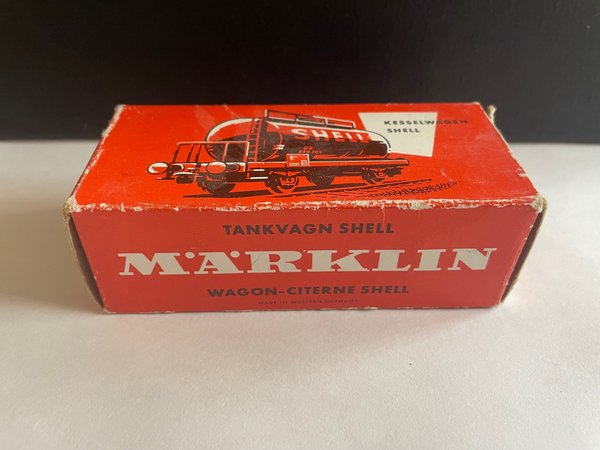 KESSELWAGEN
SHELL
SHELL
TANKVAGN SHELL
MÄRKLIN
WAGON-CITERNE SHELL
MADE IN WESTERN GERMANY